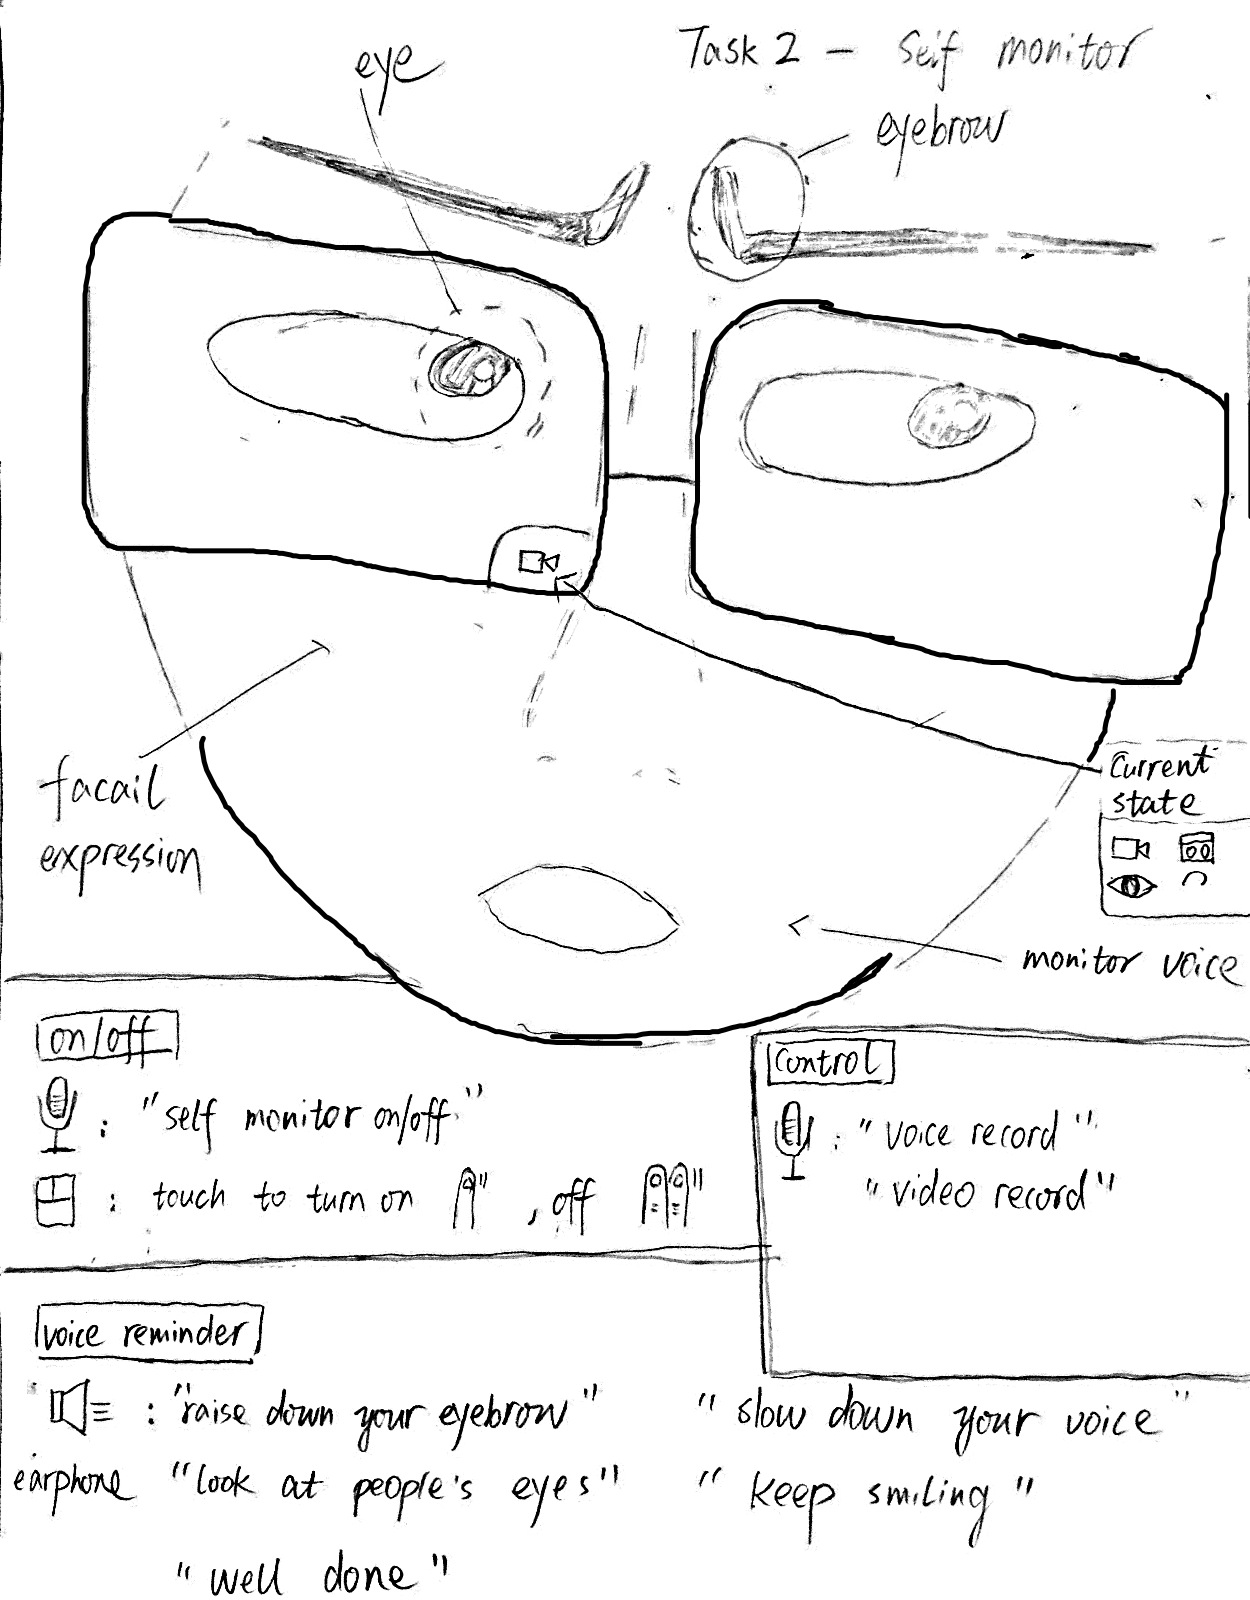 Task 2 - Self monitor
eye
eyebrow
facail
expression
Current
state
monitor voice
on/off
: "self monitor on/off."
: touch to turn on , off
Control
: "voice record"
"video record"
voice reminder
: "raise down your eyebrow" "slow down your voice"
earphone "look at people's eyes" "keep smiling"
"well done"